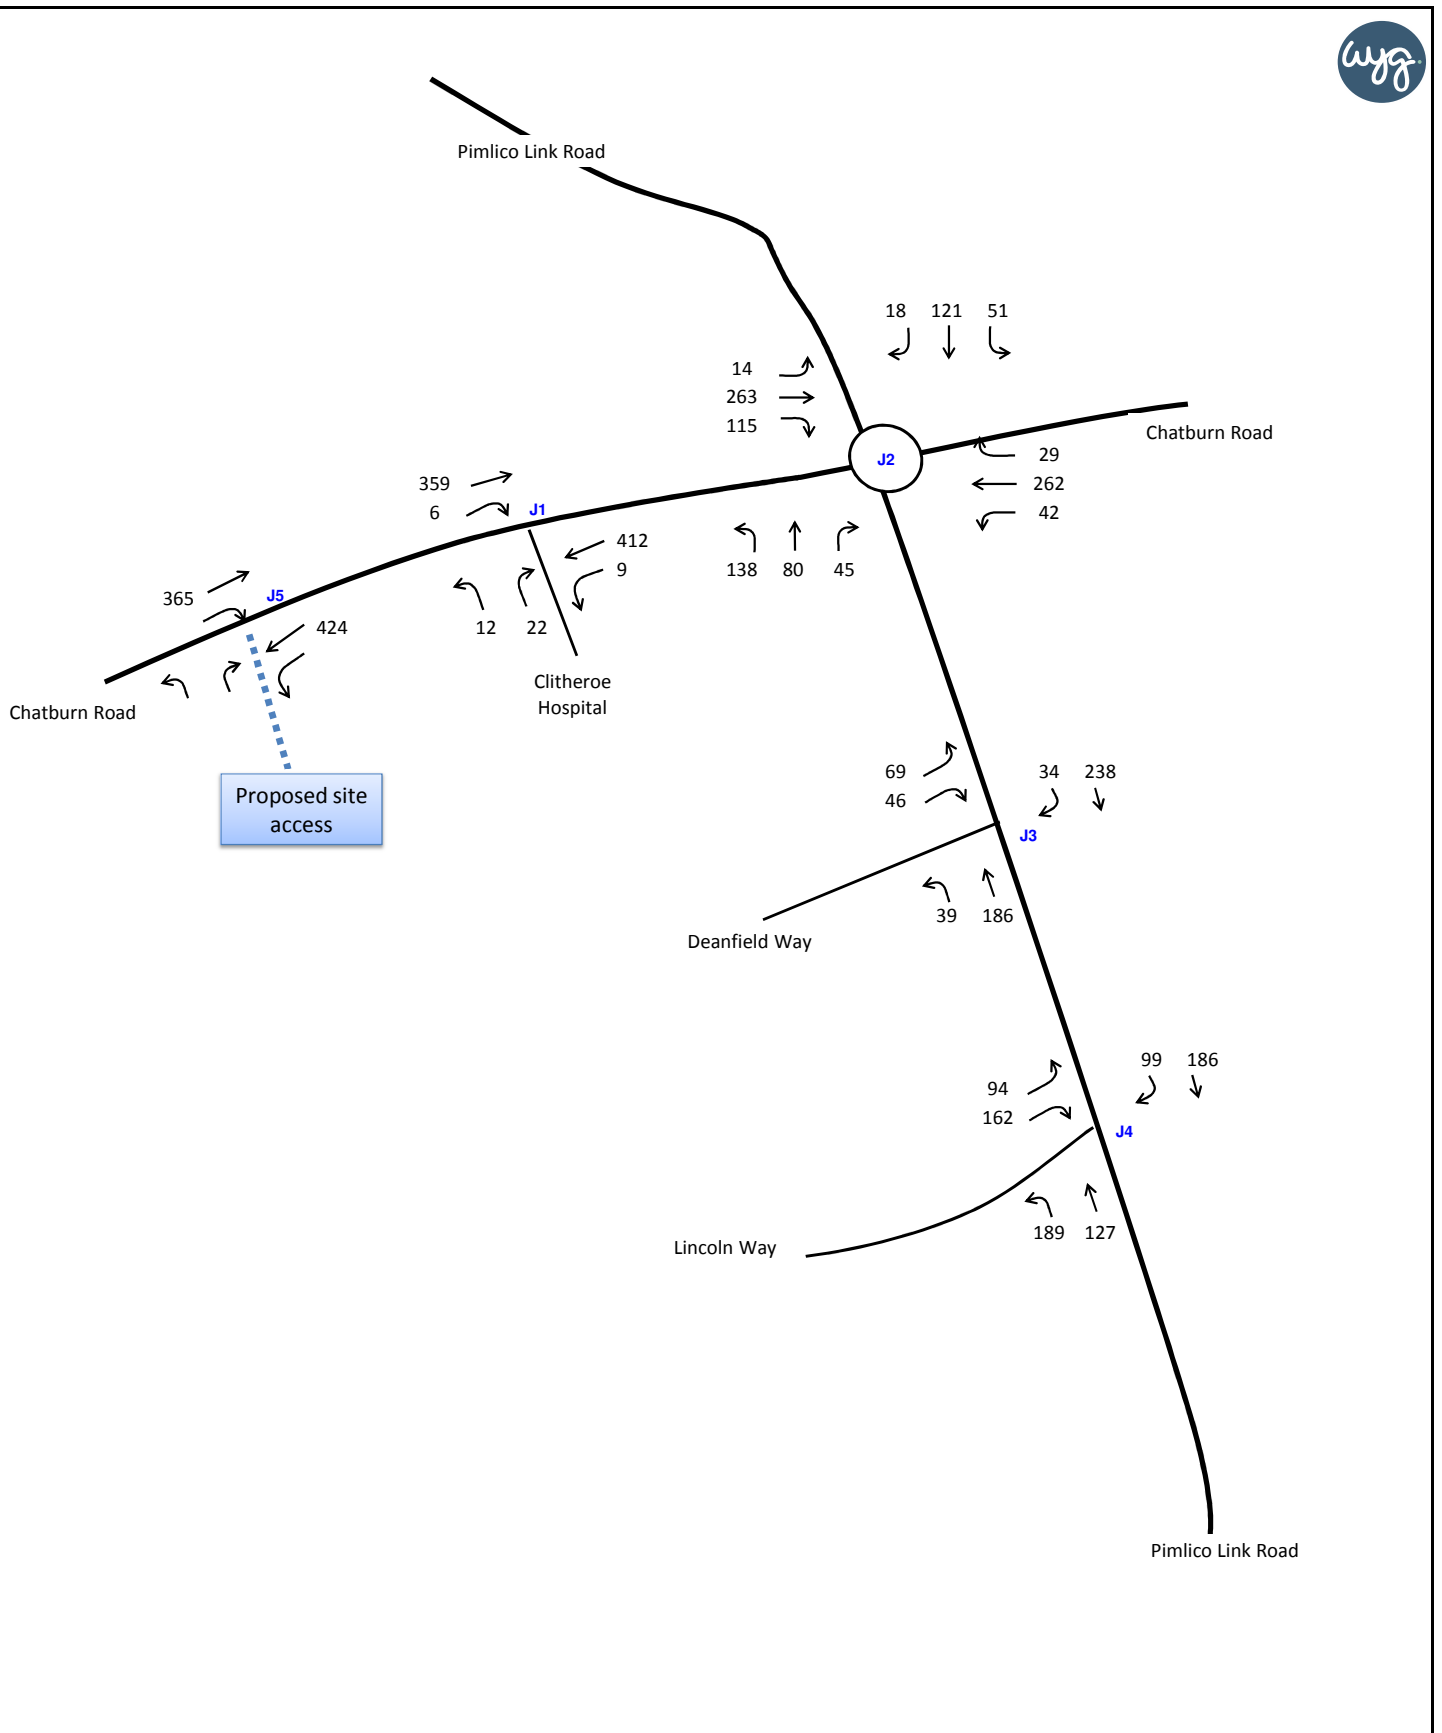 wyg.
Pimlico Link Road
18 121 51
14
263
115
Chatburn Road
J2
29
262
42
359
6
J1
412
9
138 80 45
365
J5
424
12 22
Clitheroe
Hospital
Chatburn Road
Proposed site
access
69
46
34 238
J3
39 186
Deanfield Way
94
162
99 186
J4
189 127
Lincoln Way
Pimlico Link Road